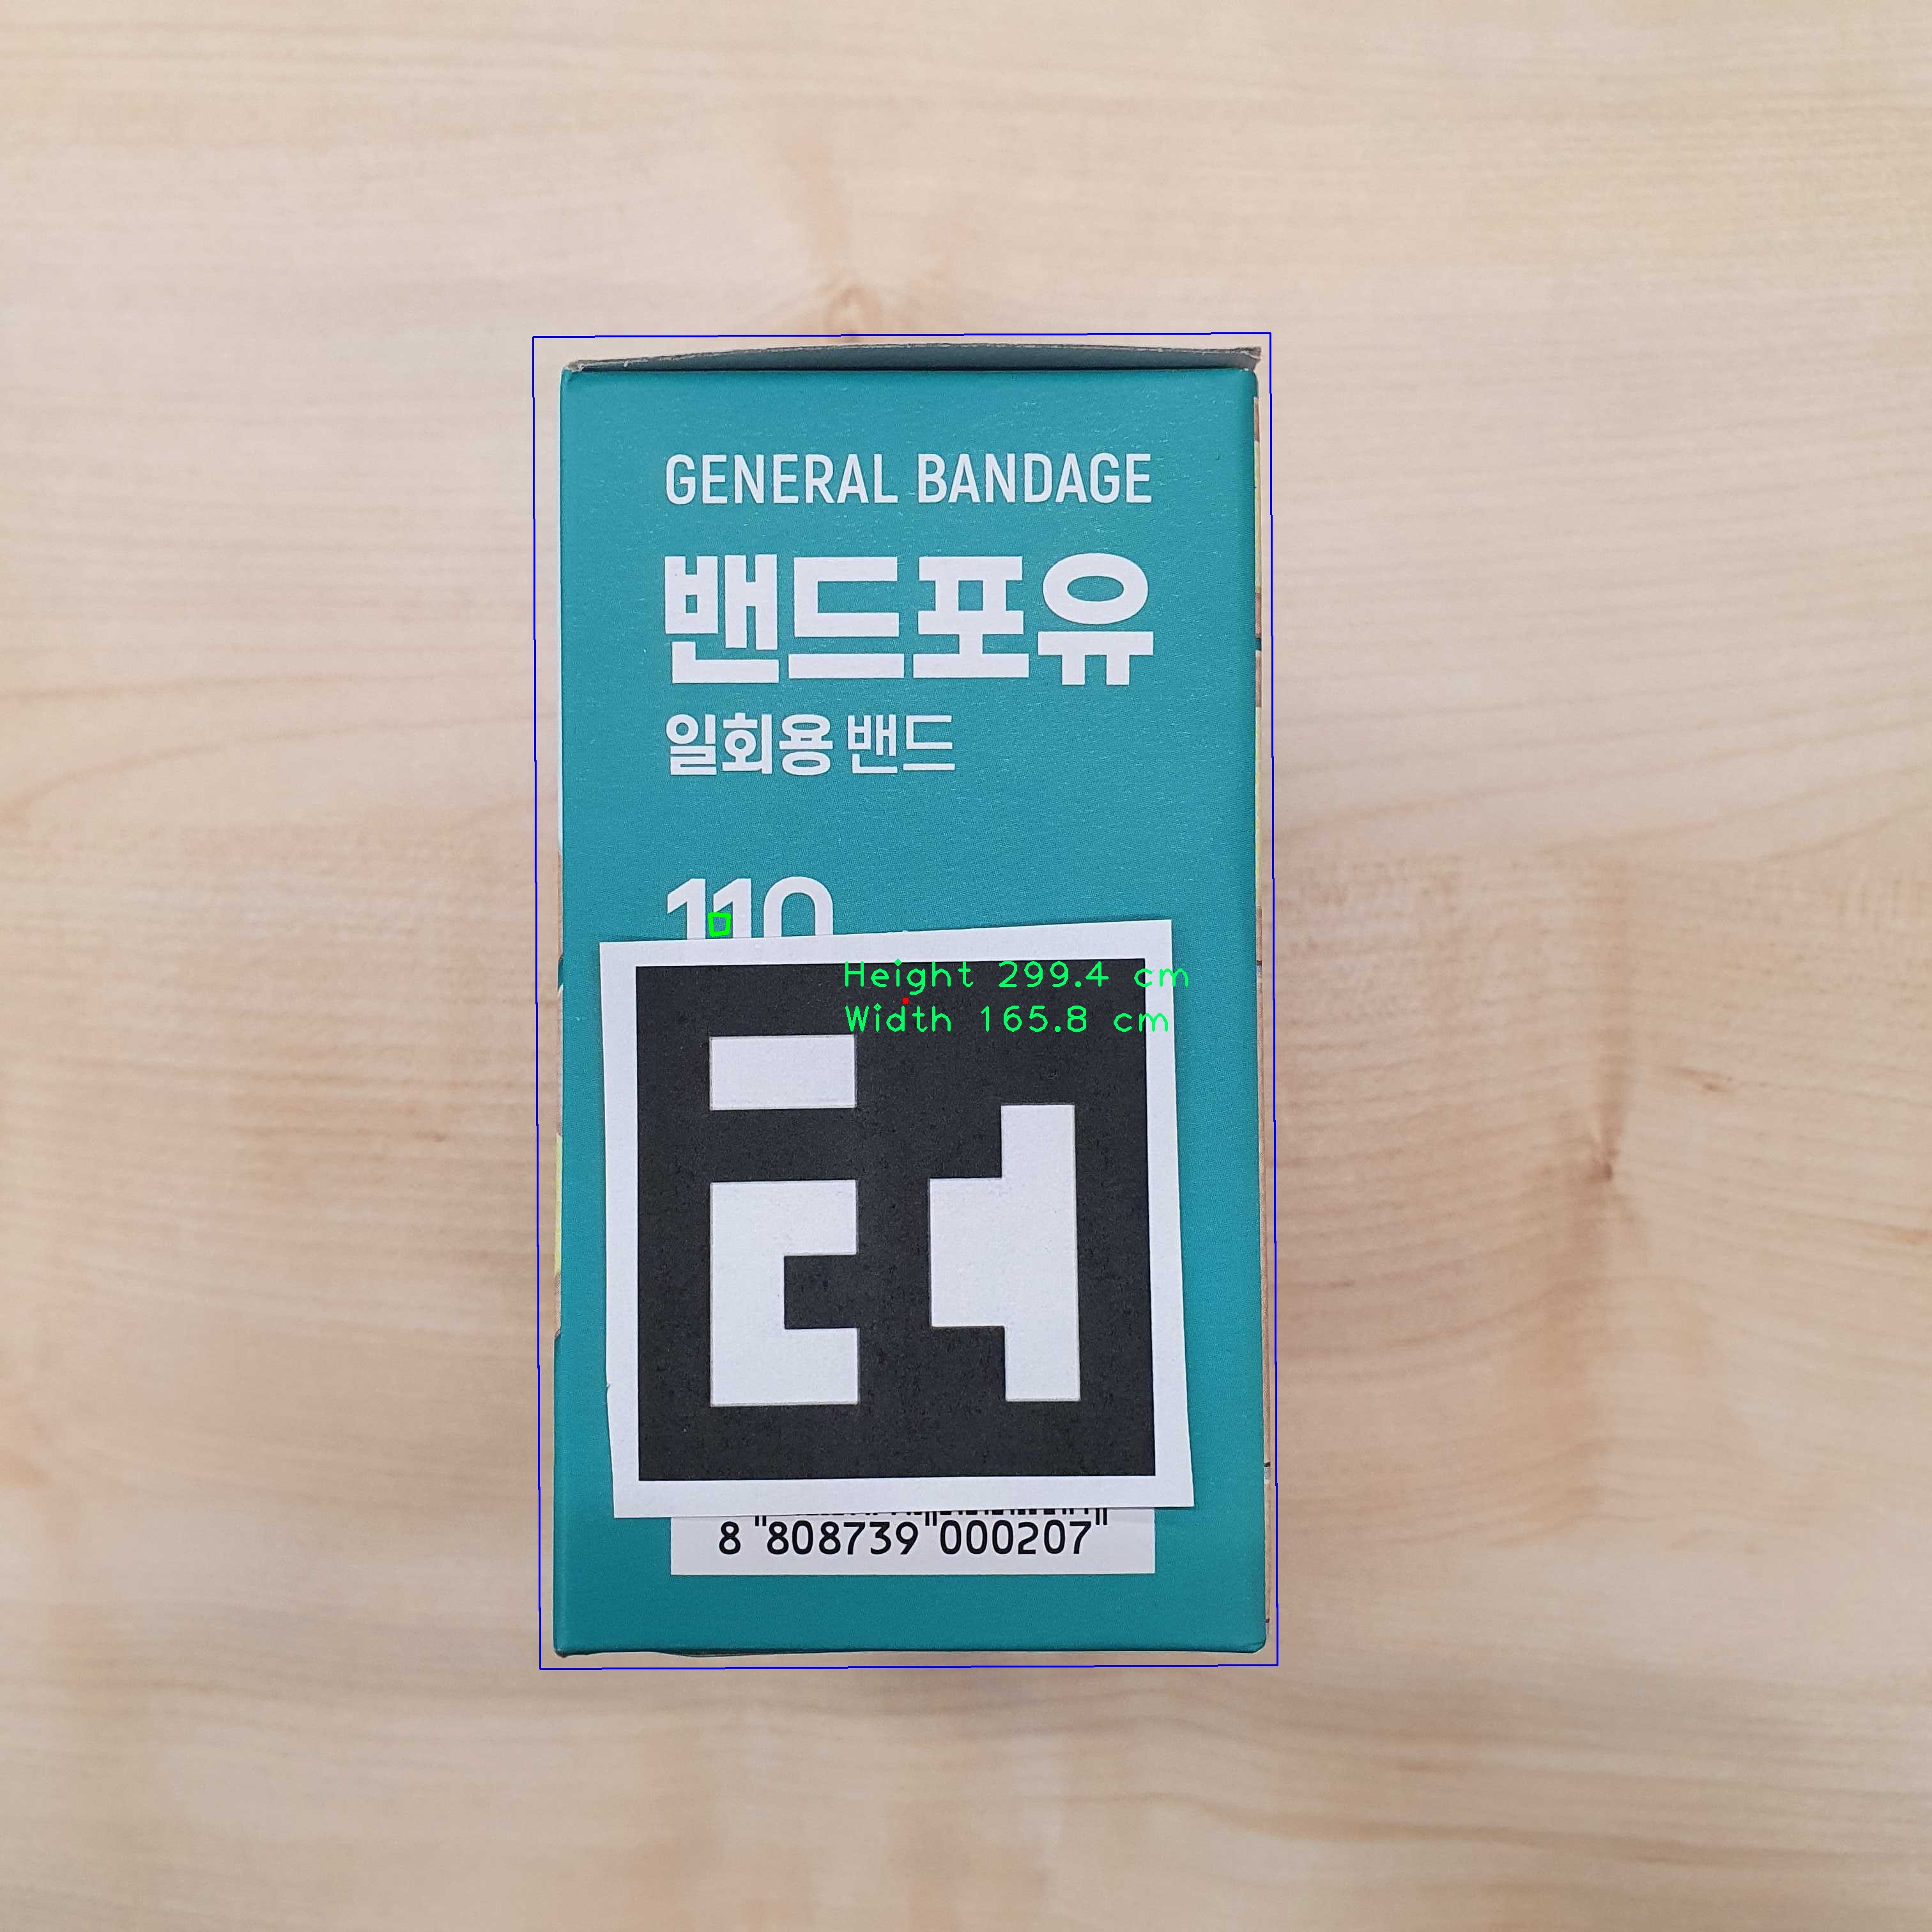 GENERAL BANDAGE
밴드포유
일회용 밴드
110
Height 299.4 cm
Width 165.8 cm
8 "808739 "000207"